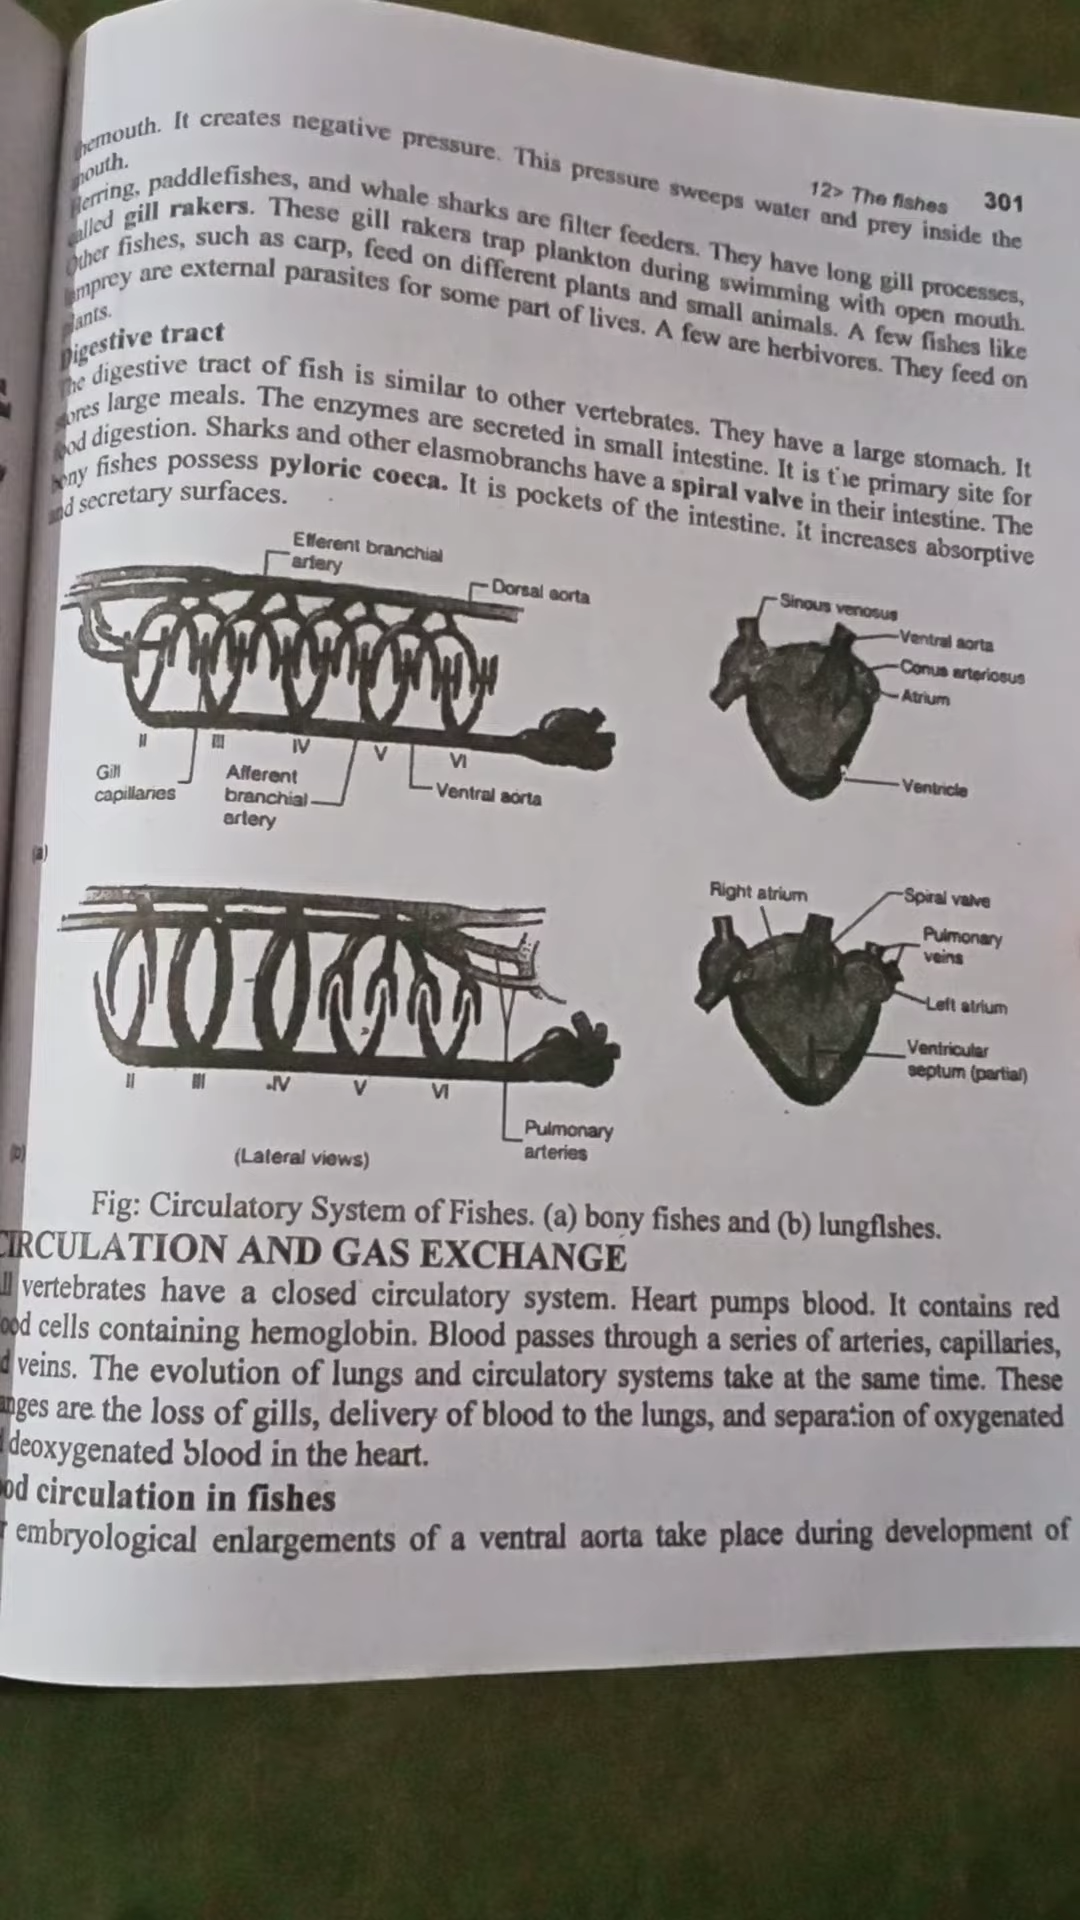 12> The fishes 301
themouth. It creates negative pressure. This pressure sweeps water and prey inside the
mouth.
Herring, paddlefishes, and whale sharks are filter feeders. They have long gill processes,
called gill rakers. These gill rakers trap plankton during swimming with open mouth.
Other fishes, such as carp, feed on different plants and small animals. A few fishes like
lamprey are external parasites for some part of lives. A few are herbivores. They feed on
plants.
Digestive tract
The digestive tract of fish is similar to other vertebrates. They have a large stomach. It
stores large meals. The enzymes are secreted in small intestine. It is the primary site for
food digestion. Sharks and other elasmobranchs have a spiral valve in their intestine. The
bony fishes possess pyloric coeca. It is pockets of the intestine. It increases absorptive
and secretary surfaces.
Efferent branchial
artery
Dorsal aorta
II
III
IV
V
VI
Gill
capillaries
Afferent
branchial
artery
Ventral aorta
Sinous venosus
Ventral aorta
Conus arteriosus
Atrium
Ventricle
(a)
II
III
.IV
V
VI
Pulmonary
arteries
Right atrium
Spiral valve
Pulmonary
veins
Left atrium
Ventricular
septum (partial)
(b)
(Lateral views)
Fig: Circulatory System of Fishes. (a) bony fishes and (b) lungfishes.
CIRCULATION AND GAS EXCHANGE
ll vertebrates have a closed circulatory system. Heart pumps blood. It contains red
ood cells containing hemoglobin. Blood passes through a series of arteries, capillaries,
d veins. The evolution of lungs and circulatory systems take at the same time. These
anges are the loss of gills, delivery of blood to the lungs, and separation of oxygenated
deoxygenated blood in the heart.
od circulation in fishes
r embryological enlargements of a ventral aorta take place during development of